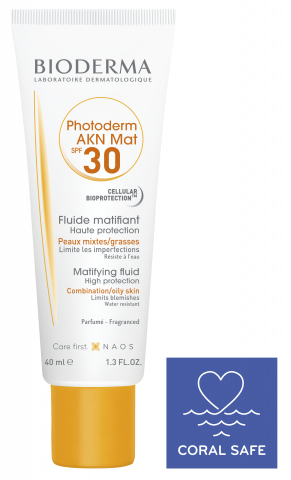 BIODERMA
LABORATOIRE DERMATOLOGIQUE
Photoderm
AKN Mat
SPF 30
CELLULAR
BIOPROTECTION™
Fluide matifiant
Haute protection
Peaux mixtes/grasses
Limite les imperfections
Résiste à l'eau
Matifying fluid
High protection
Combination/oily skin
Limits blemishes
Water resistant
Parfumé - Fragranced
Care first. NAOS
40 ml e 1.3 FL.OZ.
CORAL SAFE